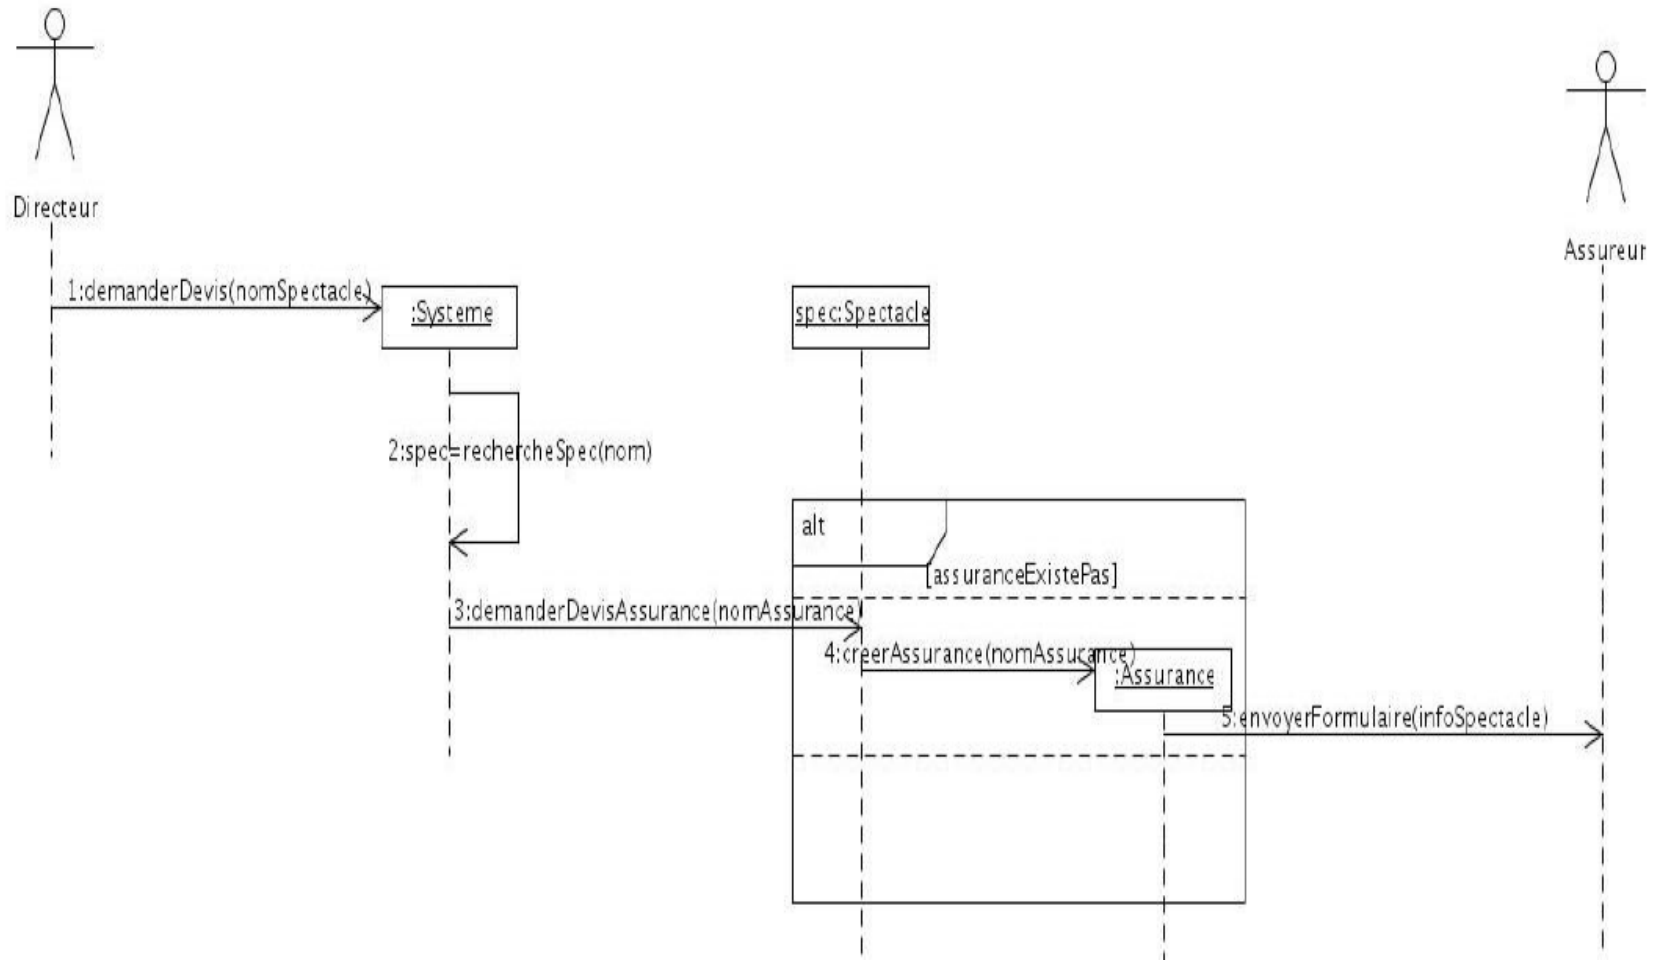 Directeur
Assureur
1:demanderDevis(nomSpectacle)
:Systeme
spec:Spectacle
2:spec=rechercheSpec(nom)
alt
[assuranceExistePas]
3:demanderDevisAssurance(nomAssurance)
4:creerAssurance(nomAssurance)
:Assurance
5:envoyerFormulaire(infoSpectacle)